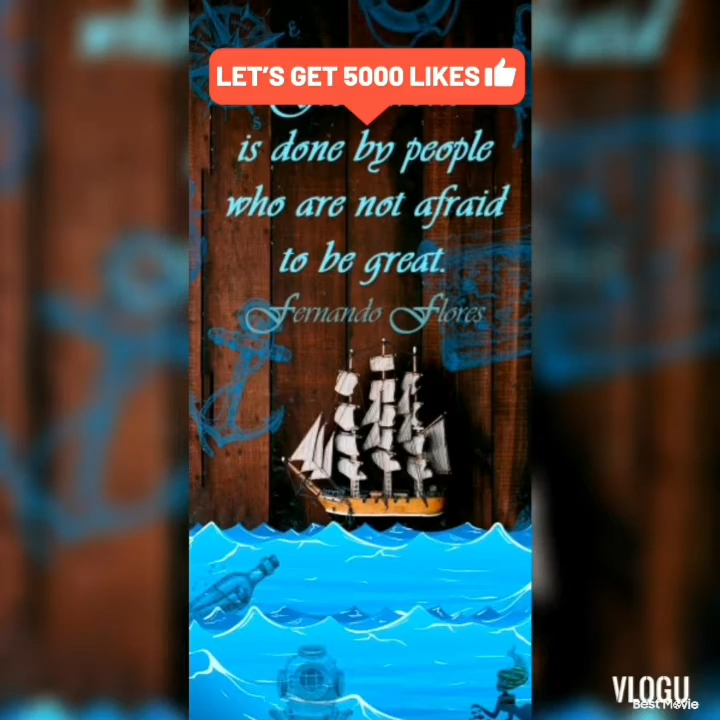 LET'S GET 5000 LIKES
is done by people
who are not afraid
to be great.
Fernando Flores
S
VLOGU
Best Movie